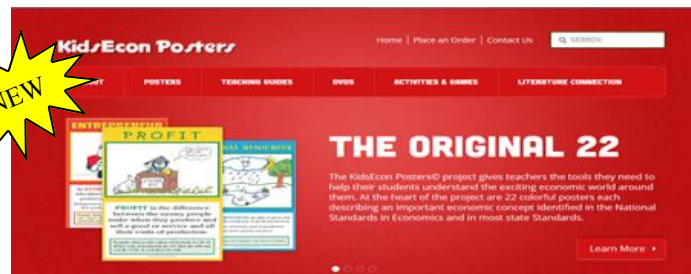 NEW
KidsEcon Posters
Home | Place an Order | Contact Us
SEARCH
OUT
POSTERS
TEACHING GUIDES
DVDS
ACTIVITIES & GAMES
LITERATURE CONNECTION
ENTREPRENEUR
PROFIT
PROFIT is the difference
between the money people
make when they produce and
sell a good or service and all
their costs of production.
THE ORIGINAL 22
The KidsEcon Posters© project gives teachers the tools they need to
help their students understand the exciting economic world around
them. At the heart of the project are 22 colorful posters each
describing an important economic concept identified in the National
Standards in Economics and in most state Standards.
Learn More